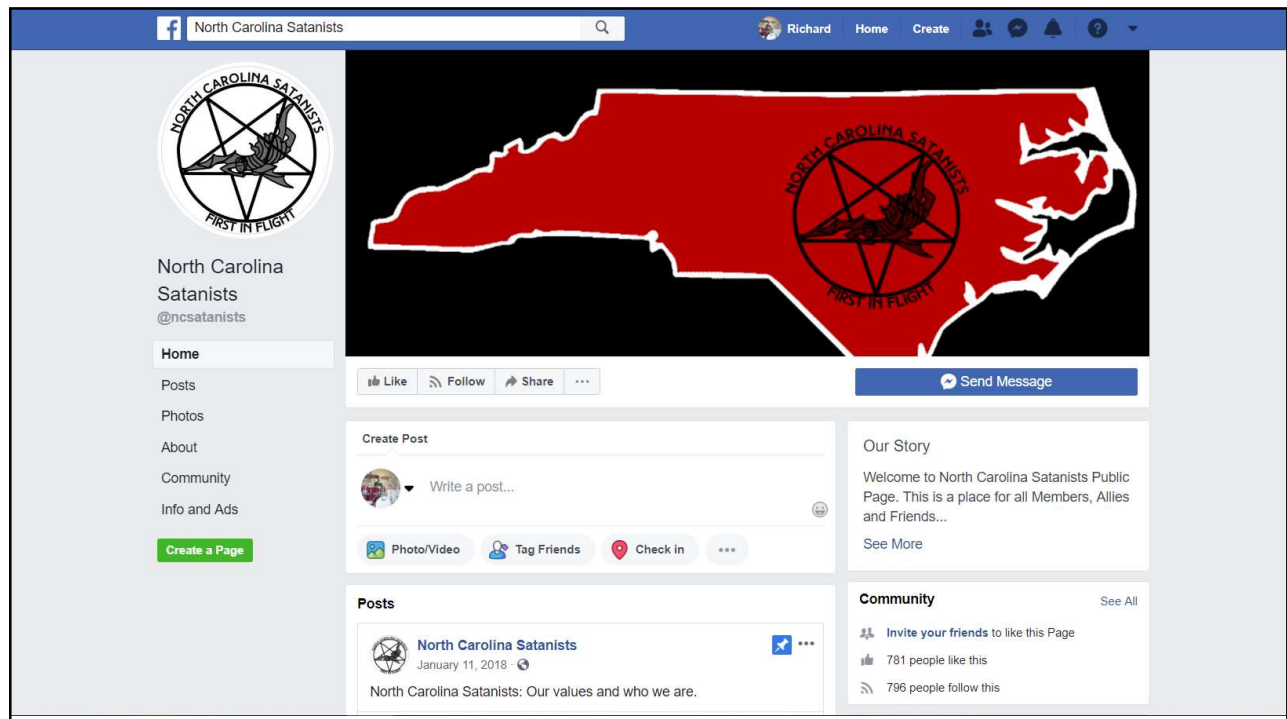 North Carolina Satanists
Richard Home Create
NORTH CAROLINA SATANISTS
FIRST IN FLIGHT
NORTH CAROLINA SATANISTS
FIRST IN FLIGHT
North Carolina
Satanists
@ncsatanists
Home
Posts
Photos
About
Community
Info and Ads
Create a Page
Like Follow Share
Send Message
Create Post
Write a post...
Photo/Video Tag Friends Check in
Our Story
Welcome to North Carolina Satanists Public
Page. This is a place for all Members, Allies
and Friends...
See More
Posts
North Carolina Satanists
January 11, 2018 ·
North Carolina Satanists: Our values and who we are.
Community See All
Invite your friends to like this Page
781 people like this
796 people follow this